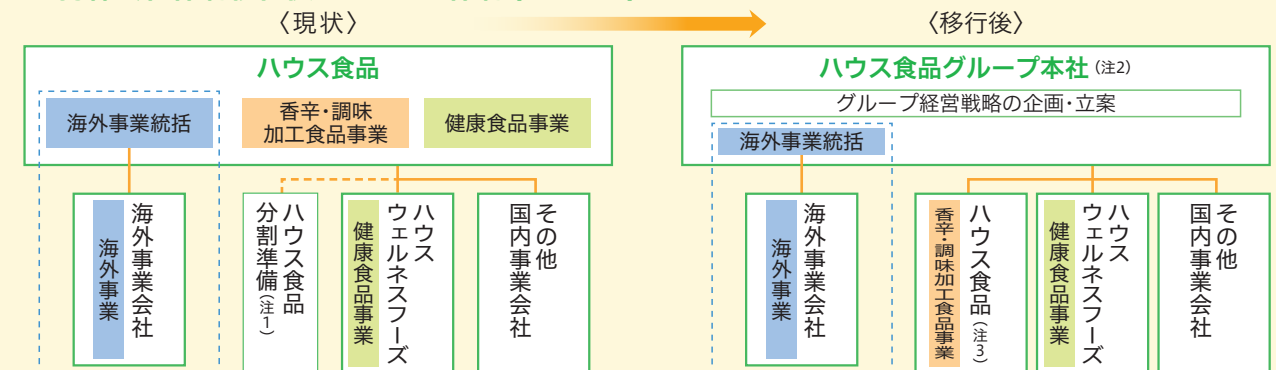 〈現状〉
ハウス食品
海外事業統括
香辛・調味
加工食品事業
健康食品事業
海外事業会社
海外事業
ハウス食品
分割準備(注1)
ハウス
ウェルネスフーズ
健康食品事業
その他
国内事業会社
〈移行後〉
ハウス食品グループ本社(注2)
グループ経営戦略の企画・立案
海外事業統括
海外事業会社
海外事業
ハウス食品(注3)
香辛・調味加工食品事業
ハウス
ウェルネスフーズ
健康食品事業
その他
国内事業会社